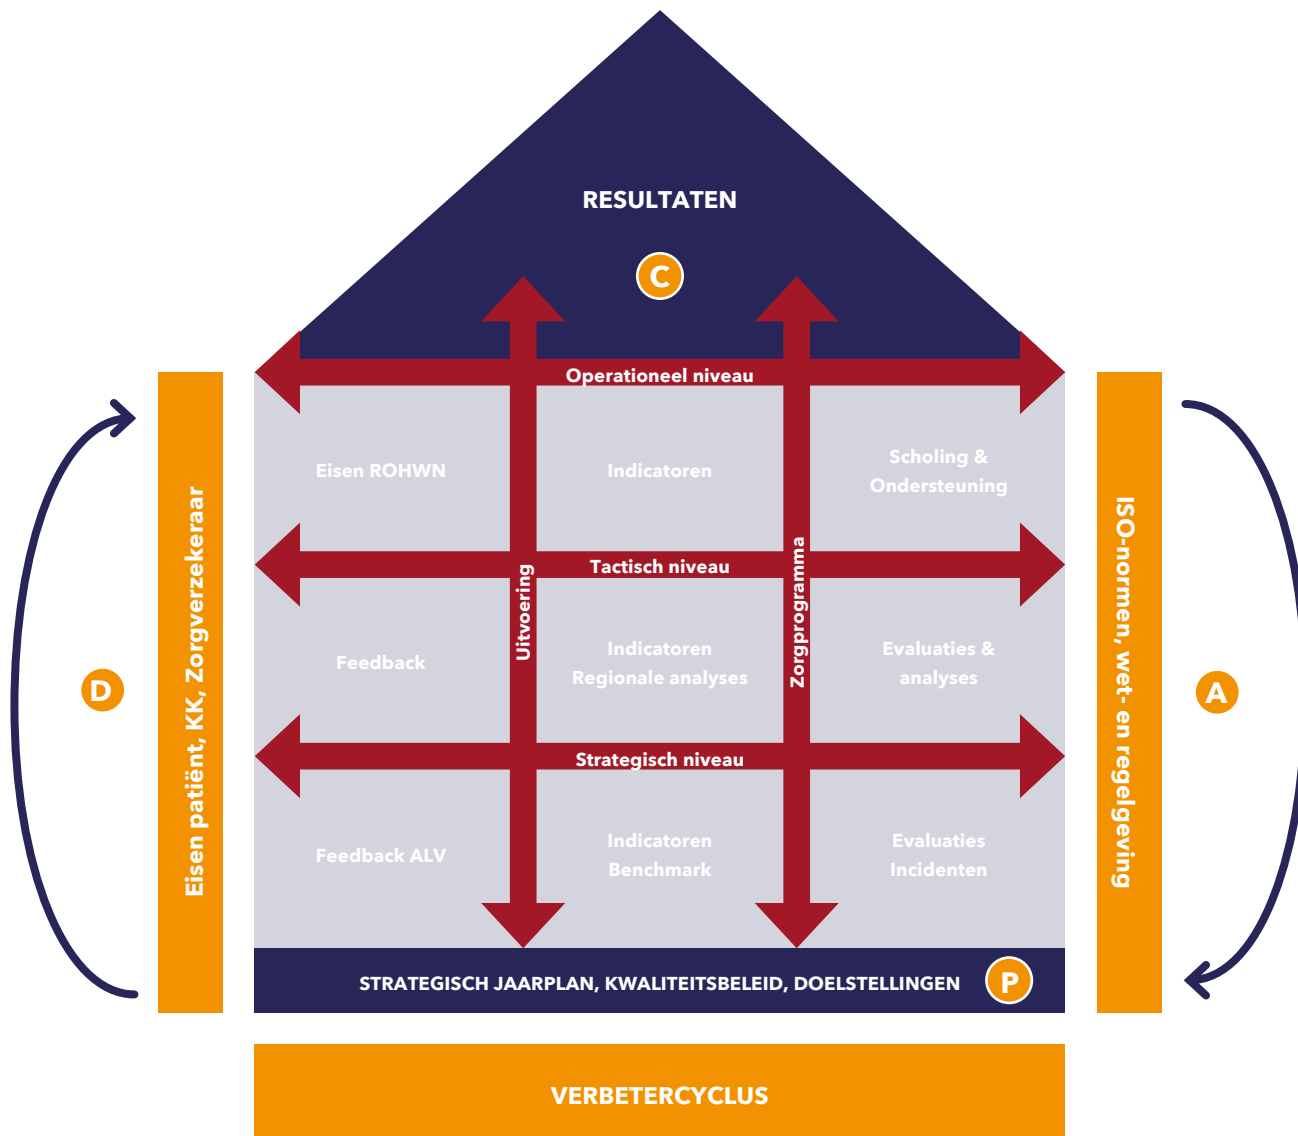 RESULTATEN
C
Operationeel niveau
Eisen ROHWN
Indicatoren
Scholing &
Ondersteuning
Tactisch niveau
Uitvoering
Zorgprogramma
Feedback
Indicatoren
Regionale analyses
Evaluaties &
analyses
Strategisch niveau
Feedback ALV
Indicatoren
Benchmark
Evaluaties
Incidenten
D
Eisen patiënt, KK, Zorgverzekeraar
ISO-normen, wet- en regelgeving
A
STRATEGISCH JAARPLAN, KWALITEITSBELEID, DOELSTELLINGEN
P
VERBETERCYCLUS